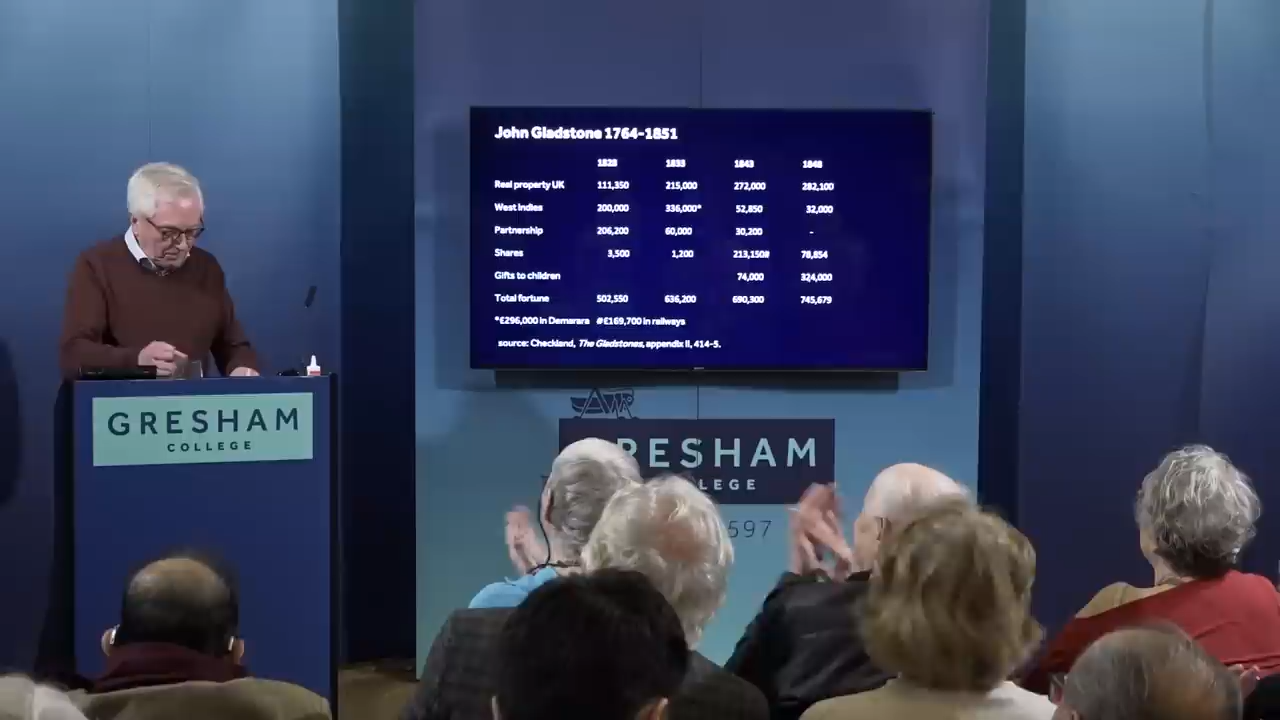 John Gladstone 1764-1851
1828 1833 1843 1848
Real property UK 111,350 215,000 272,000 282,100
West Indies 200,000 336,000* 52,850 32,000
Partnership 206,200 60,000 30,200 -
Shares 3,500 1,200 213,150# 78,854
Gifts to children 74,000 324,000
Total fortune 502,550 636,200 690,300 745,679
*£296,000 in Demarara #£169,700 in railways
source: Checkland, The Gladstones, appendix II, 414-5.
GRESHAM
COLLEGE
RESHAM
LEGE
597